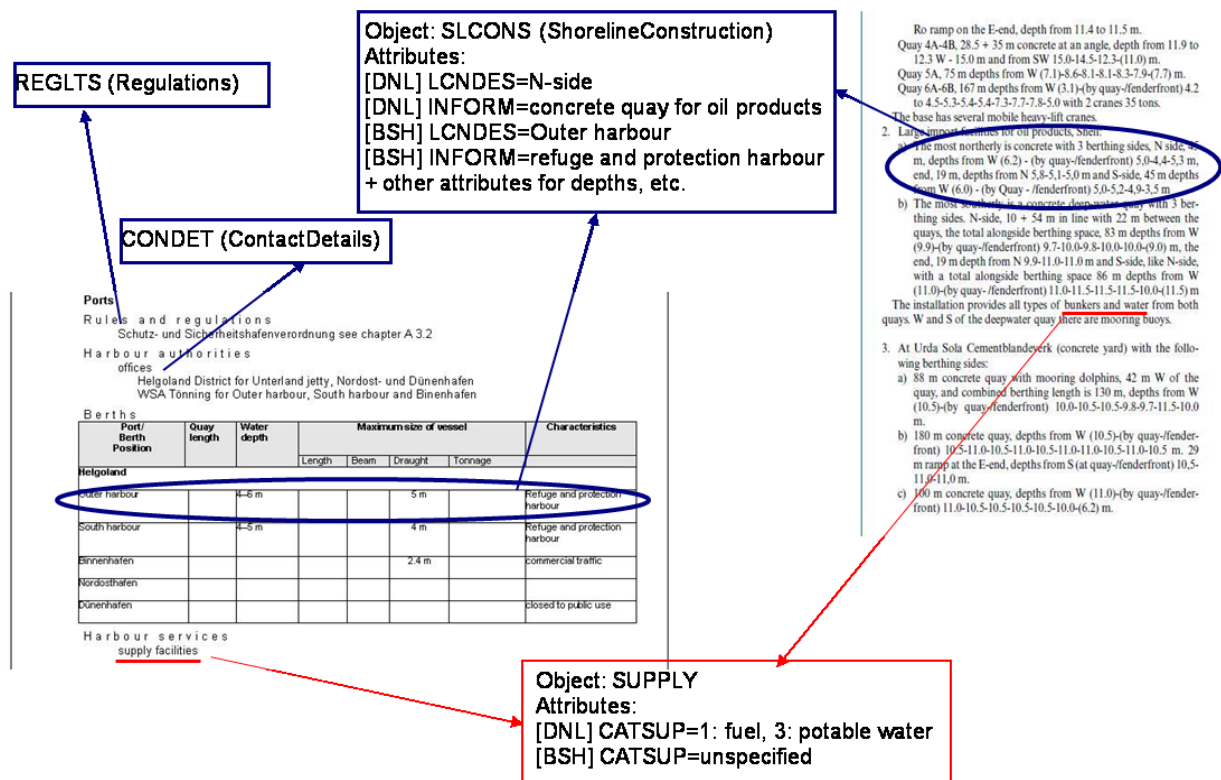 Object: SLCONS (ShorelineConstruction)
Attributes:
[DNL] LCNDES=N-side
[DNL] INFORM=concrete quay for oil products
[BSH] LCNDES=Outer harbour
[BSH] INFORM=refuge and protection harbour
+ other attributes for depths, etc.
REGLTS (Regulations)
CONDET (ContactDetails)
Ro ramp on the E-end, depth from 11.4 to 11.5 m.
Quay 4A-4B, 28.5 + 35 m concrete at an angle, depth from 11.9 to
12.3 W - 15.0 m and from SW 15.0-14.5-12.3-(11.0) m.
Quay 5A, 75 m depths from W (7.1)-8.6-8.1-8.1-8.3-7.9-(7.7) m.
Quay 6A-6B, 167 m depths from W (3.1)-(by quay-/fenderfront) 4.2
to 4.5-5.3-5.4-5.4-7.3-7.7-7.8-5.0 with 2 cranes 35 tons.
The base has several mobile heavy-lift cranes.
2. Large import facilities for oil products, Shell:
a) The most northerly is concrete with 3 berthing sides, N side, 45
m, depths from W (6.2) - (by quay-/fenderfront) 5,0-4,4-5,3 m,
end, 19 m, depths from N 5,8-5,1-5,0 m and S-side, 45 m depths
from W (6.0) - (by Quay - /fenderfront) 5,0-5,2-4,9-3,5 m
b) The most southerly is a concrete deep-water quay with 3 ber-
thing sides. N-side, 10 + 54 m in line with 22 m between the
quays, the total alongside berthing space, 83 m depths from W
(9.9)-(by quay-/fenderfront) 9.7-10.0-9.8-10.0-10.0-(9.0) m, the
end, 19 m depth from N 9.9-11.0-11.0 m and S-side, like N-side,
with a total alongside berthing space 86 m depths from W
(11.0)-(by quay- /fenderfront) 11.0-11.5-11.5-11.5-10.0-(11.5) m
The installation provides all types of bunkers and water from both
quays. W and S of the deepwater quay there are mooring buoys.
3. At Urda Sola Cementblandeverk (concrete yard) with the follo-
wing berthing sides:
a) 88 m concrete quay with mooring dolphins, 42 m W of the
quay, and combined berthing length is 130 m, depths from W
(10.5)-(by quay-/fenderfront) 10.0-10.5-10.5-9.8-9.7-11.5-10.0
m.
b) 180 m concrete quay, depths from W (10.5)-(by quay-/fender-
front) 10.5-11.0-10.5-11.0-10.5-11.0-11.0-10.5-11.0-10.5 m. 29
m ramp at the E-end, depths from S (at quay-/fenderfront) 10,5-
11,0-11,0 m.
c) 100 m concrete quay, depths from W (11.0)-(by quay-/fender-
front) 11.0-10.5-10.5-10.5-10.5-10.0-(6.2) m.
Ports
Rules and regulations
Schutz- und Sicherheitshafenverordnung see chapter A 3.2
Harbour authorities
offices
Helgoland District for Unterland jetty, Nordost- und Dünenhafen
WSA Tönning for Outer harbour, South harbour and Binenhafen
Berths
Port/ Berth Position Quay length Water depth Maximum size of vessel Characteristics
Length Beam Draught Tonnage
Helgoland
Outer harbour 4–6 m 5 m Refuge and protection harbour
South harbour 4–5 m 4 m Refuge and protection harbour
Binnenhafen 2.4 m commercial traffic
Nordosthafen
Dünenhafen closed to public use
Harbour services
supply facilities
Object: SUPPLY
Attributes:
[DNL] CATSUP=1: fuel, 3: potable water
[BSH] CATSUP=unspecified